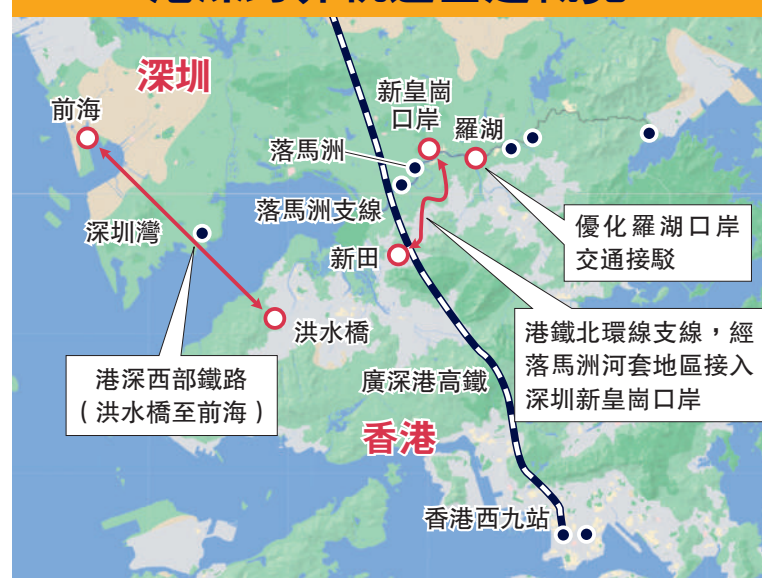 深圳
前海
新皇崗
口岸
羅湖
落馬洲
落馬洲支線
深圳灣
新田
優化羅湖口岸
交通接駁
洪水橋
港鐵北環線支線，經
落馬洲河套地區接入
深圳新皇崗口岸
港深西部鐵路
（洪水橋至前海）
廣深港高鐵
香港
香港西九站